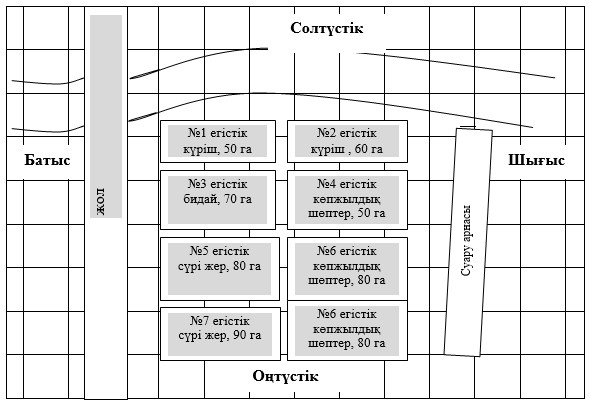 Солтүстік
№1 егістік
күріш, 50 га
№2 егістік
күріш , 60 га
Батыс
Шығыс
жол
№3 егістік
бидай, 70 га
№4 егістік
көпжылдық
шөптер, 50 га
Суару арнасы
№5 егістік
сүрі жер, 80 га
№6 егістік
көпжылдық
шөптер, 80 га
№7 егістік
сүрі жер, 90 га
№6 егістік
көпжылдық
шөптер, 80 га
Оңтүстік